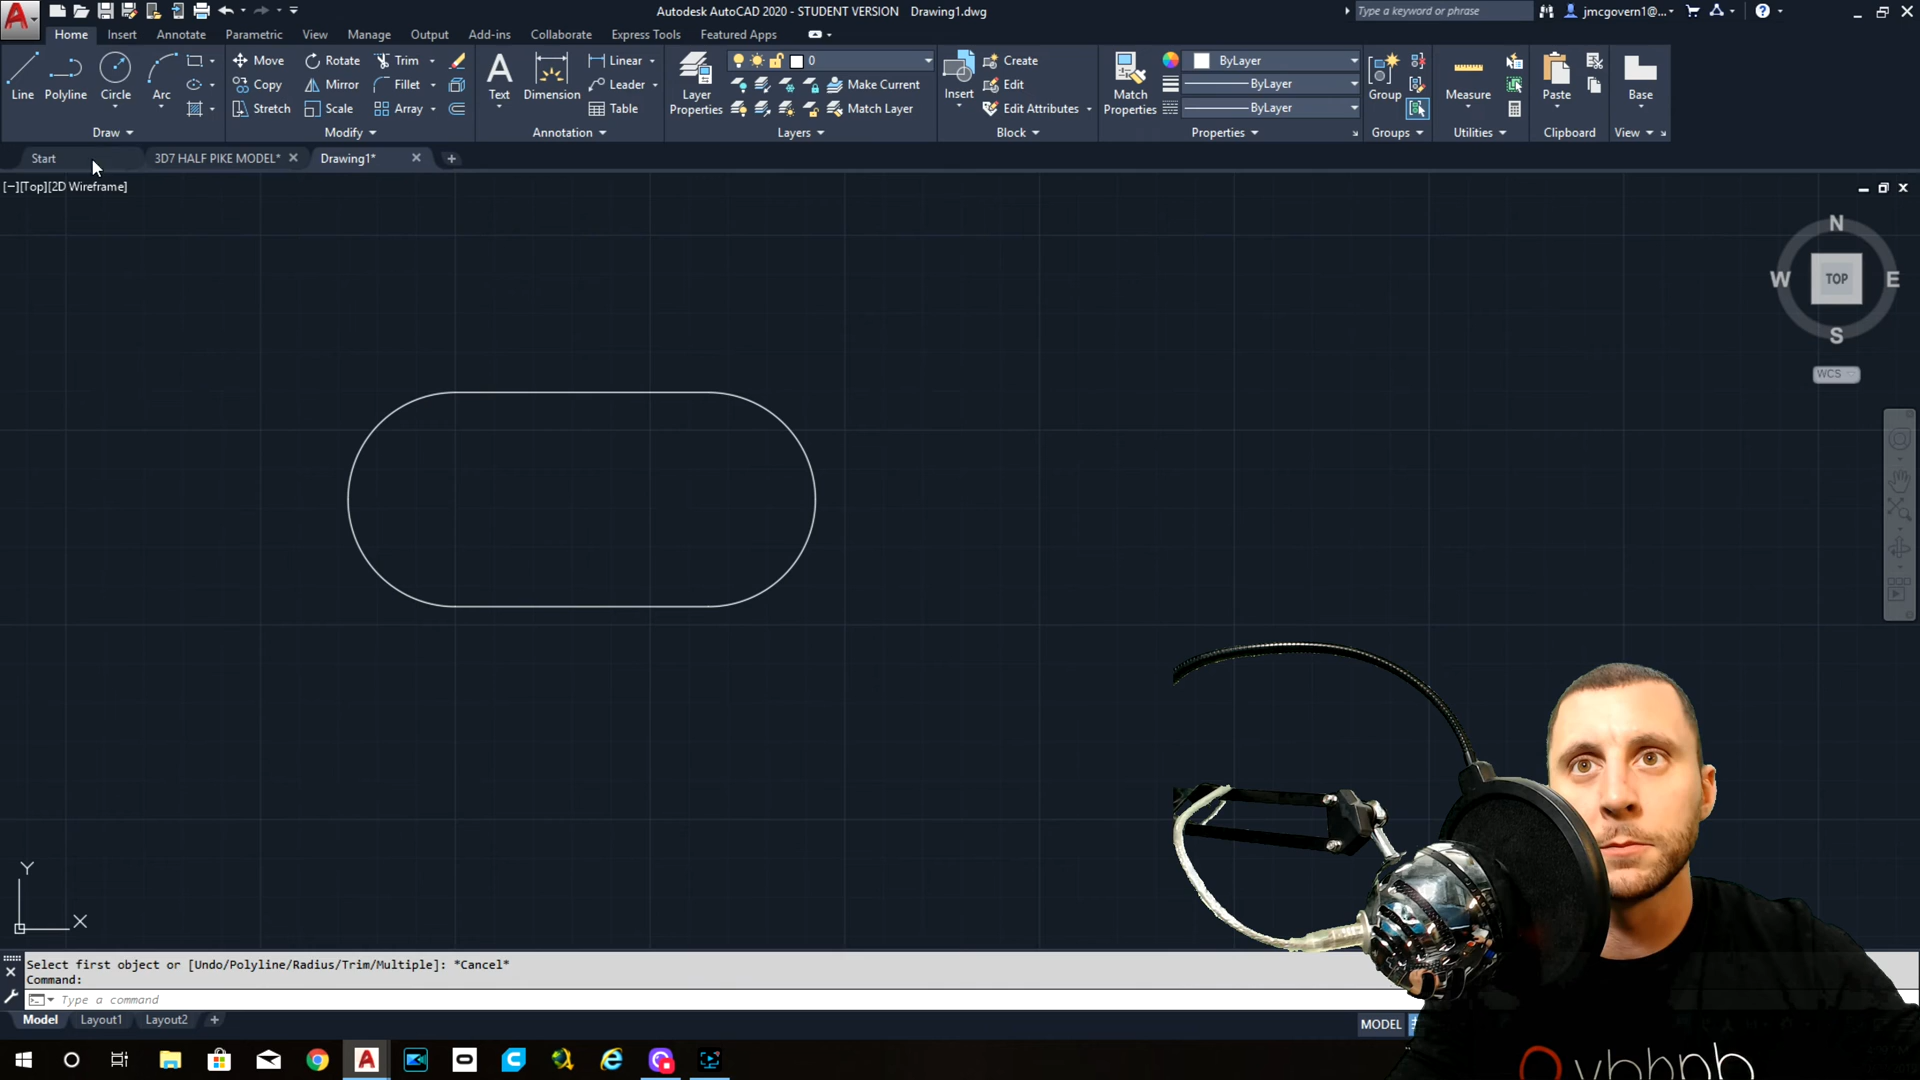 Autodesk AutoCAD 2020 - STUDENT VERSION Drawing1.dwg
Type a keyword or phrase
jmcgovern1@...
Home Insert Annotate Parametric View Manage Output Add-ins Collaborate Express Tools Featured Apps
Line Polyline Circle Arc
Draw
Move Rotate Trim
Copy Mirror Fillet
Stretch Scale Array
Modify
Text Dimension
Linear
Leader
Table
Annotation
Layer Properties
0
Make Current
Match Layer
Layers
Insert
Create
Edit
Edit Attributes
Block
Match Properties
ByLayer
ByLayer
ByLayer
Properties
Group
Groups
Measure
Utilities
Paste
Clipboard
Base
View
Start 3D7 HALF PIKE MODEL* Drawing1*
[−][Top][2D Wireframe]
N
W TOP E
S
WCS
Y
X
Select first object or [Undo/Polyline/Radius/Trim/Multiple]: *Cancel*
Command:
Type a command
Model Layout1 Layout2 +
MODEL